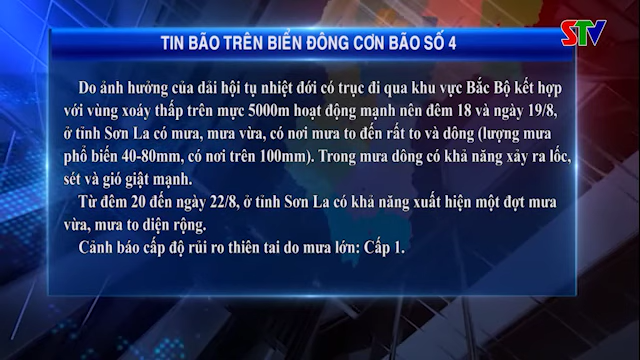 TIN BÃO TRÊN BIỂN ĐÔNG CƠN BÃO SỐ 4
STV
Do ảnh hưởng của dải hội tụ nhiệt đới có trục đi qua khu vực Bắc Bộ kết hợp
với vùng xoáy thấp trên mực 5000m hoạt động mạnh nên đêm 18 và ngày 19/8,
ở tỉnh Sơn La có mưa, mưa vừa, có nơi mưa to đến rất to và dông (lượng mưa
phổ biến 40-80mm, có nơi trên 100mm). Trong mưa dông có khả năng xảy ra lốc,
sét và gió giật mạnh.
Từ đêm 20 đến ngày 22/8, ở tỉnh Sơn La có khả năng xuất hiện một đợt mưa
vừa, mưa to diện rộng.
Cảnh báo cấp độ rủi ro thiên tai do mưa lớn: Cấp 1.